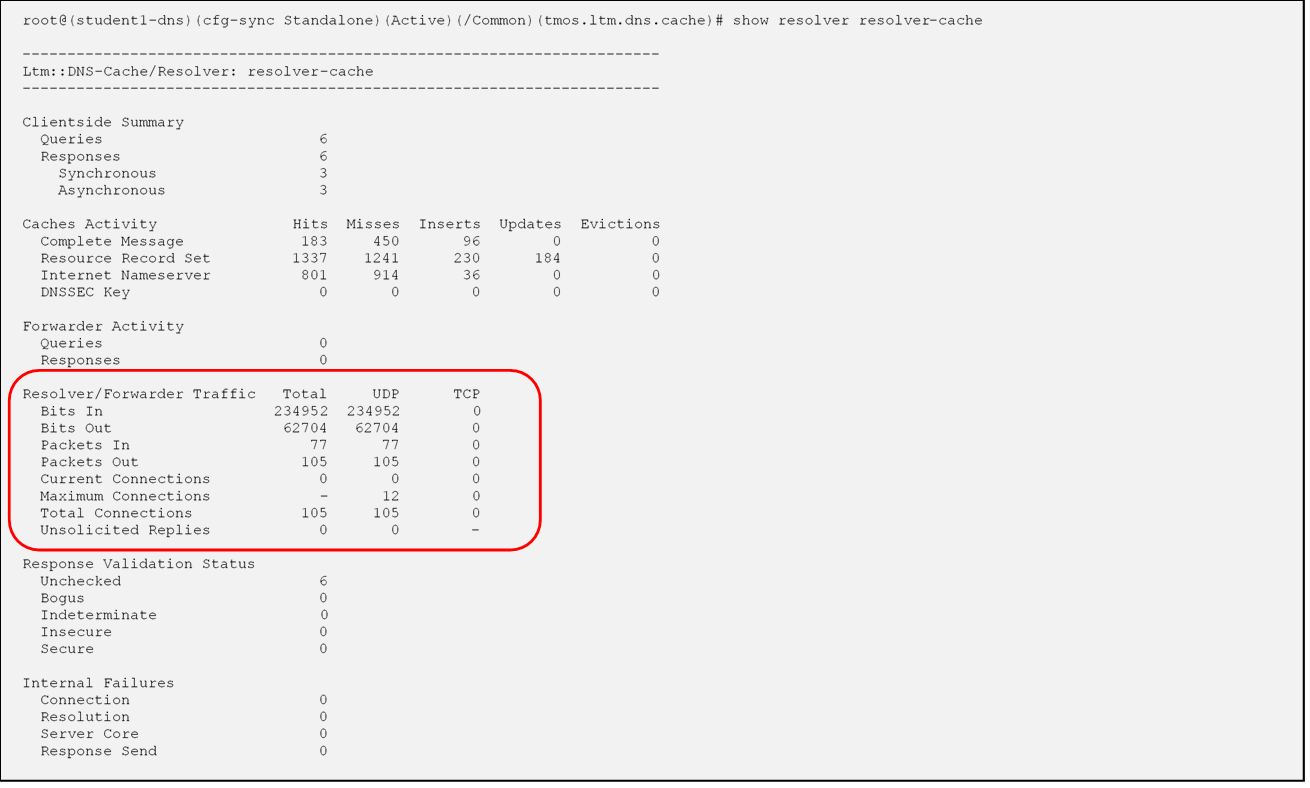 root@(student1-dns)(cfg-sync Standalone)(Active)(/Common)(tmos.ltm.dns.cache)# show resolver resolver-cache
-----------------------------------------------------------------------
Ltm::DNS-Cache/Resolver: resolver-cache
-----------------------------------------------------------------------
Clientside Summary
  Queries                        6
  Responses                      6
    Synchronous                  3
    Asynchronous                 3
Caches Activity               Hits  Misses  Inserts  Updates  Evictions
  Complete Message             183     450       96        0          0
  Resource Record Set         1337    1241      230      184          0
  Internet Nameserver          801     914       36        0          0
  DNSSEC Key                     0       0        0        0          0
Forwarder Activity
  Queries                        0
  Responses                      0
Resolver/Forwarder Traffic   Total     UDP      TCP
  Bits In                   234952  234952        0
  Bits Out                   62704   62704        0
  Packets In                    77      77        0
  Packets Out                  105     105        0
  Current Connections            0       0        0
  Maximum Connections            -      12        0
  Total Connections            105     105        0
  Unsolicited Replies            0       0        -
Response Validation Status
  Unchecked                      6
  Bogus                          0
  Indeterminate                  0
  Insecure                       0
  Secure                         0
Internal Failures
  Connection                     0
  Resolution                     0
  Server Core                    0
  Response Send                  0